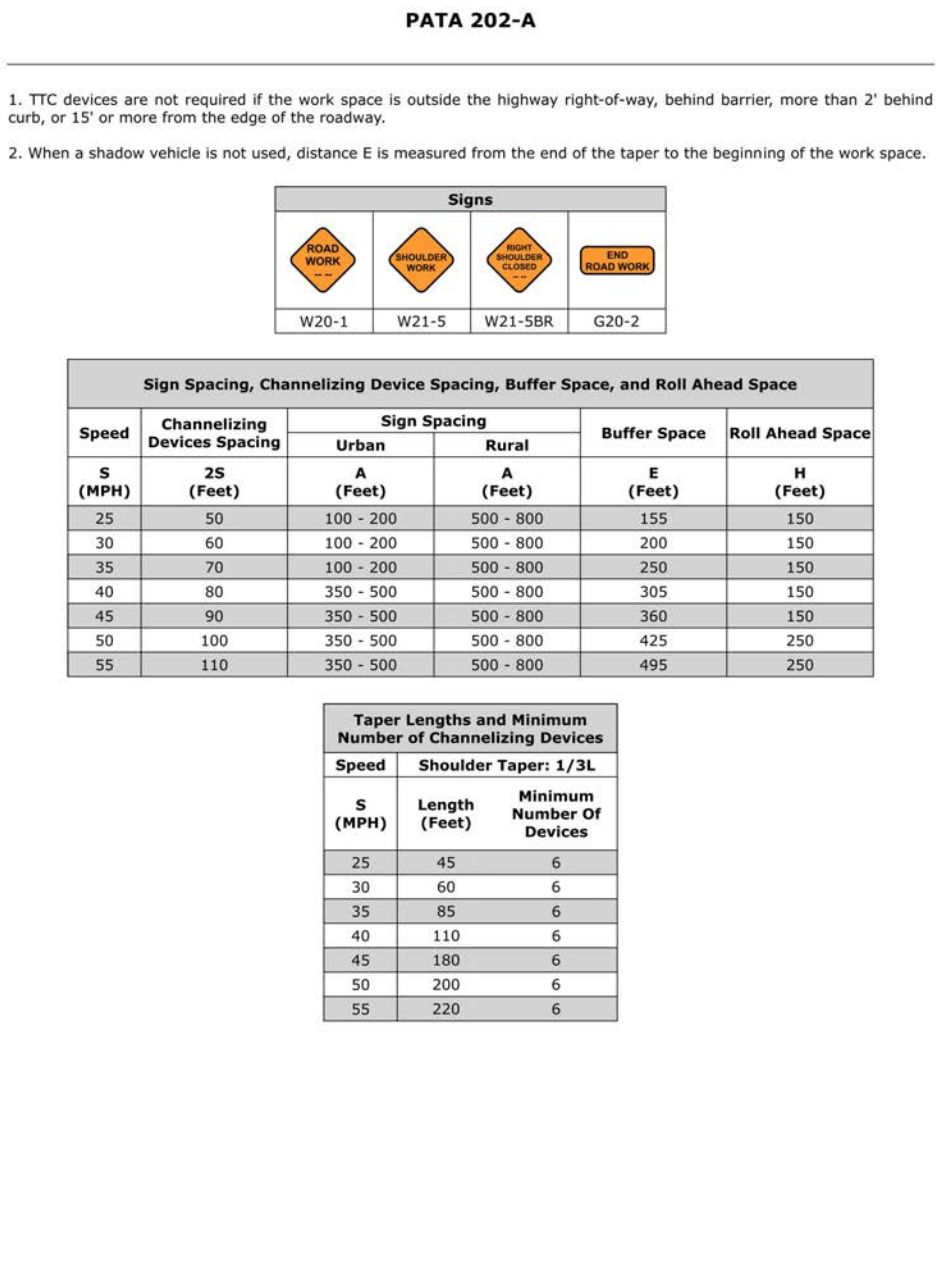 PATA 202-A
1. TTC devices are not required if the work space is outside the highway right-of-way, behind barrier, more than 2' behind
curb, or 15' or more from the edge of the roadway.
2. When a shadow vehicle is not used, distance E is measured from the end of the taper to the beginning of the work space.
Signs
ROAD
WORK
-- --
SHOULDER
WORK
RIGHT
SHOULDER
CLOSED
-- --
END
ROAD WORK
W20-1 W21-5 W21-5BR G20-2
Sign Spacing, Channelizing Device Spacing, Buffer Space, and Roll Ahead Space
Speed
Channelizing
Devices Spacing
Sign Spacing
Urban Rural
Buffer Space
Roll Ahead Space
S
(MPH)
2S
(Feet)
A
(Feet)
A
(Feet)
E
(Feet)
H
(Feet)
25 50 100 - 200 500 - 800 155 150
30 60 100 - 200 500 - 800 200 150
35 70 100 - 200 500 - 800 250 150
40 80 350 - 500 500 - 800 305 150
45 90 350 - 500 500 - 800 360 150
50 100 350 - 500 500 - 800 425 250
55 110 350 - 500 500 - 800 495 250
Taper Lengths and Minimum
Number of Channelizing Devices
Speed Shoulder Taper: 1/3L
S
(MPH)
Length
(Feet)
Minimum
Number Of
Devices
25 45 6
30 60 6
35 85 6
40 110 6
45 180 6
50 200 6
55 220 6